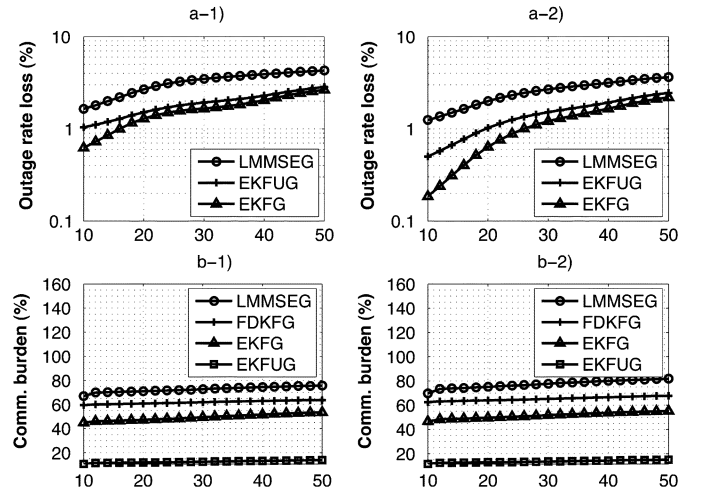 a-1)
Outage rate loss (%)
10
1
0.1
LMMSEG
EKFUG
EKFG
10 20 30 40 50
a-2)
Outage rate loss (%)
10
1
0.1
LMMSEG
EKFUG
EKFG
10 20 30 40 50
b-1)
Comm. burden (%)
160
140
120
100
80
60
40
20
LMMSEG
FDKFG
EKFG
EKFUG
10 20 30 40 50
b-2)
Comm. burden (%)
160
140
120
100
80
60
40
20
LMMSEG
FDKFG
EKFG
EKFUG
10 20 30 40 50